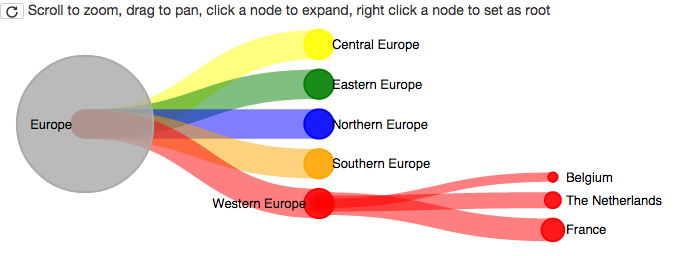 Scroll to zoom, drag to pan, click a node to expand, right click a node to set as root
Central Europe
Eastern Europe
Europe
Northern Europe
Southern Europe
Western Europe
Belgium
The Netherlands
France